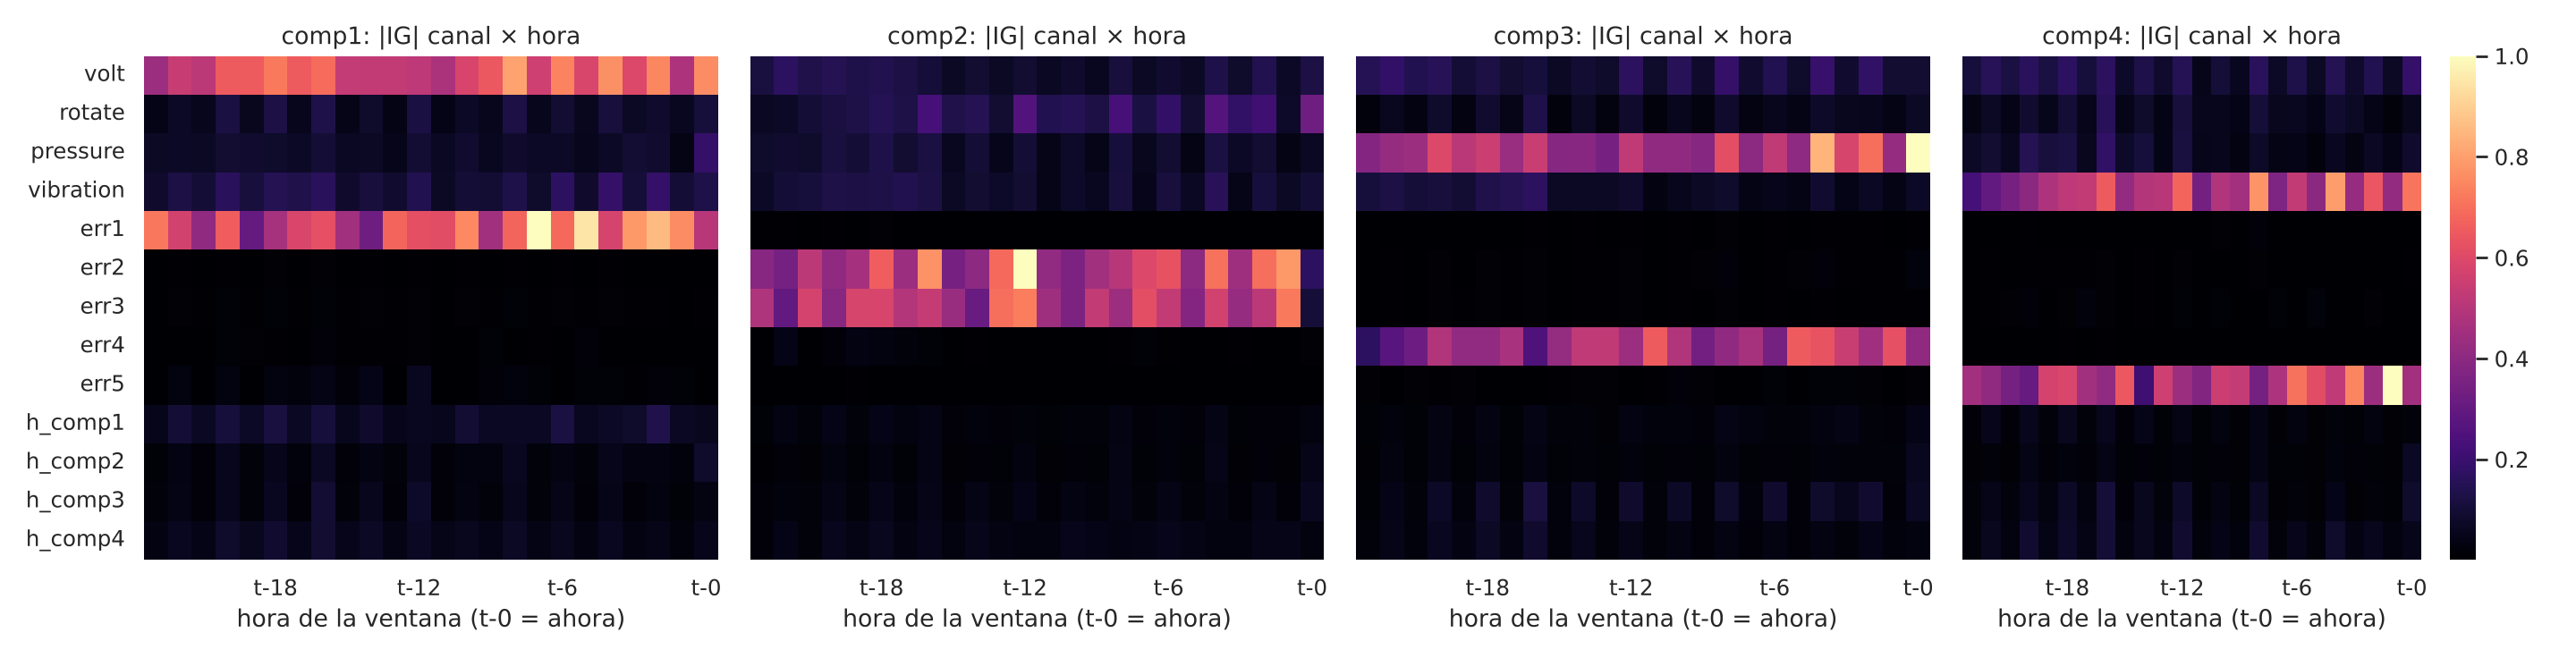 comp1: |IG| canal × hora
comp2: |IG| canal × hora
comp3: |IG| canal × hora
comp4: |IG| canal × hora
volt
rotate
pressure
vibration
err1
err2
err3
err4
err5
h_comp1
h_comp2
h_comp3
h_comp4
t-18 t-12 t-6 t-0
hora de la ventana (t-0 = ahora)
t-18 t-12 t-6 t-0
hora de la ventana (t-0 = ahora)
t-18 t-12 t-6 t-0
hora de la ventana (t-0 = ahora)
t-18 t-12 t-6 t-0
hora de la ventana (t-0 = ahora)
1.0
0.8
0.6
0.4
0.2